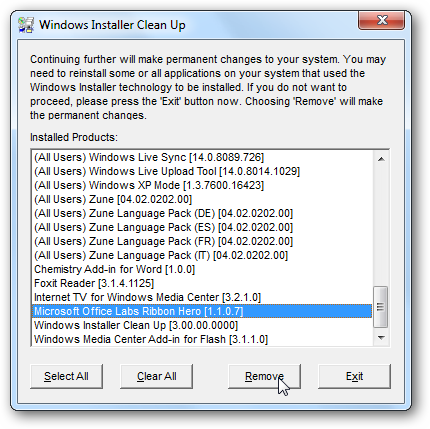 Windows Installer Clean Up
Continuing further will make permanent changes to your system. You may
need to reinstall some or all applications on your system that used the
Windows Installer technology to be installed. If you do not want to
proceed, please press the 'Exit' button now. Choosing 'Remove' will make
the permanent changes.
Installed Products:
(All Users) Windows Live Sync [14.0.8089.726]
(All Users) Windows Live Upload Tool [14.0.8014.1029]
(All Users) Windows XP Mode [1.3.7600.16423]
(All Users) Zune [04.02.0202.00]
(All Users) Zune Language Pack (DE) [04.02.0202.00]
(All Users) Zune Language Pack (ES) [04.02.0202.00]
(All Users) Zune Language Pack (FR) [04.02.0202.00]
(All Users) Zune Language Pack (IT) [04.02.0202.00]
Chemistry Add-in for Word [1.0.0]
Foxit Reader [3.1.4.1125]
Internet TV for Windows Media Center [3.2.1.0]
Microsoft Office Labs Ribbon Hero [1.1.0.7]
Windows Installer Clean Up [3.00.00.0000]
Windows Media Center Add-in for Flash [3.1.1.0]
Select All
Clear All
Remove
Exit